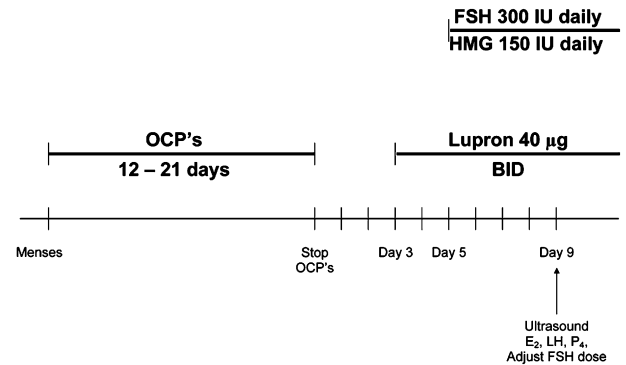 FSH 300 IU daily
HMG 150 IU daily
OCP's
12 – 21 days
Lupron 40 µg
BID
Menses
Stop
OCP's
Day 3
Day 5
Day 9
Ultrasound
E₂, LH, P₄,
Adjust FSH dose